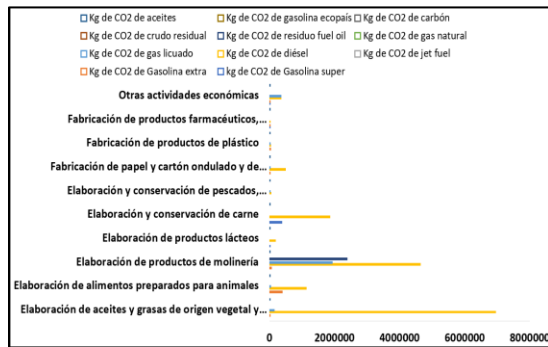 Kg de CO2 de aceites Kg de CO2 de gasolina ecopaís Kg de CO2 de carbón
Kg de CO2 de crudo residual Kg de CO2 de residuo fuel oil Kg de CO2 de gas natural
Kg de CO2 de gas licuado Kg de CO2 de diésel Kg de CO2 de jet fuel
Kg de CO2 de Gasolina extra kg de CO2 de Gasolina super
Otras actividades económicas
Fabricación de productos farmacéuticos,...
Fabricación de productos de plástico
Fabricación de papel y cartón ondulado y de...
Elaboración y conservación de pescados,...
Elaboración y conservación de carne
Elaboración de productos lácteos
Elaboración de productos de molinería
Elaboración de alimentos preparados para animales
Elaboración de aceites y grasas de origen vegetal y...
0 2000000 4000000 6000000 8000000